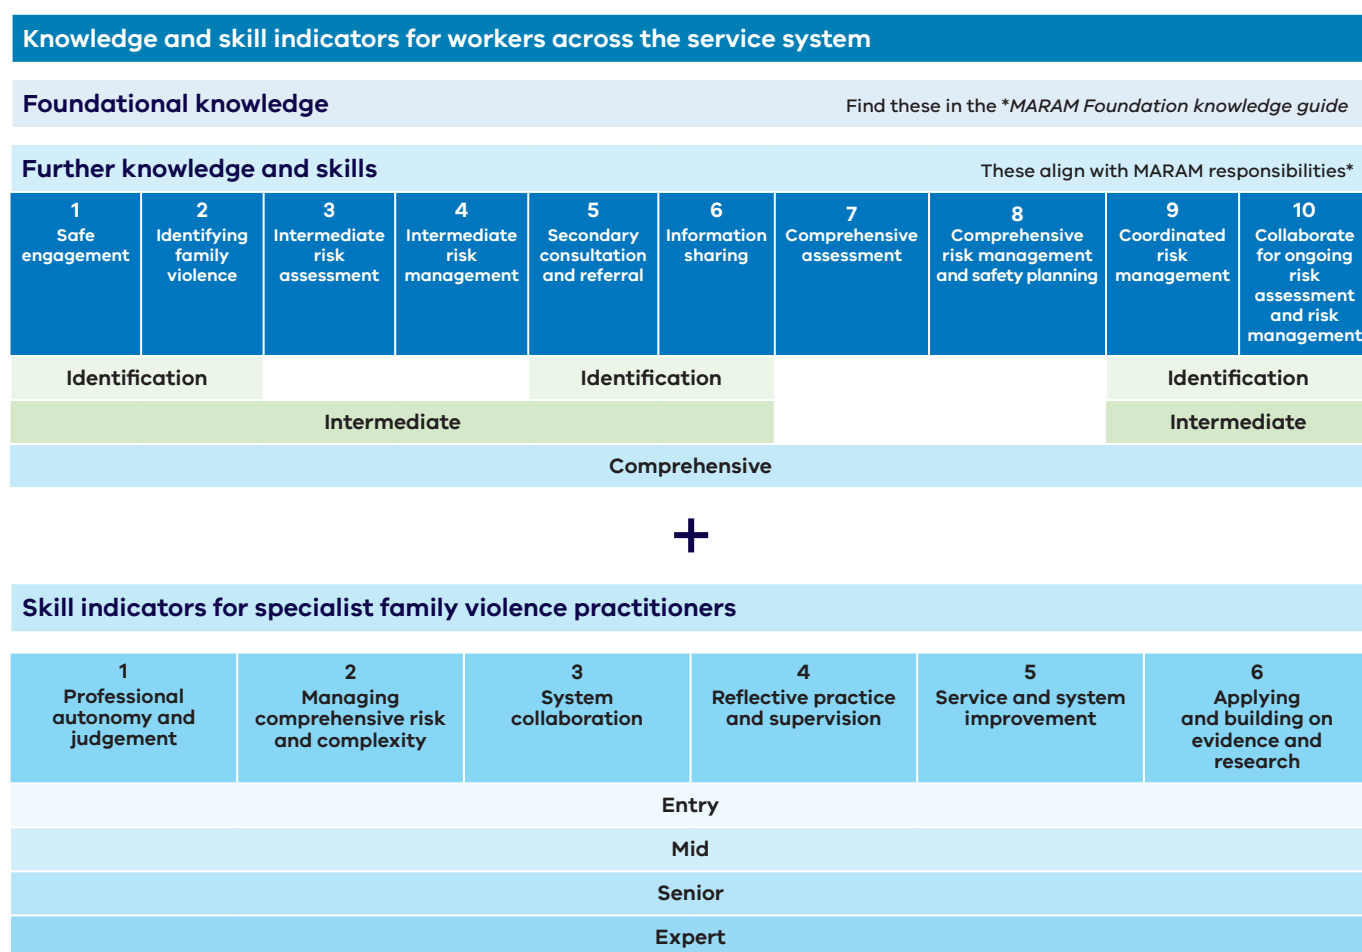 Knowledge and skill indicators for workers across the service system
Foundational knowledge
Find these in the *MARAM Foundation knowledge guide
Further knowledge and skills
These align with MARAM responsibilities*
1
Safe
engagement
2
Identifying
family
violence
3
Intermediate
risk
assessment
4
Intermediate
risk
management
5
Secondary
consultation
and referral
6
Information
sharing
7
Comprehensive
assessment
8
Comprehensive
risk management
and safety planning
9
Coordinated
risk
management
10
Collaborate
for ongoing
risk
assessment
and risk
management
Identification
Identification
Identification
Intermediate
Intermediate
Comprehensive
+
Skill indicators for specialist family violence practitioners
1
Professional
autonomy and
judgement
2
Managing
comprehensive risk
and complexity
3
System
collaboration
4
Reflective practice
and supervision
5
Service and system
improvement
6
Applying
and building on
evidence and
research
Entry
Mid
Senior
Expert